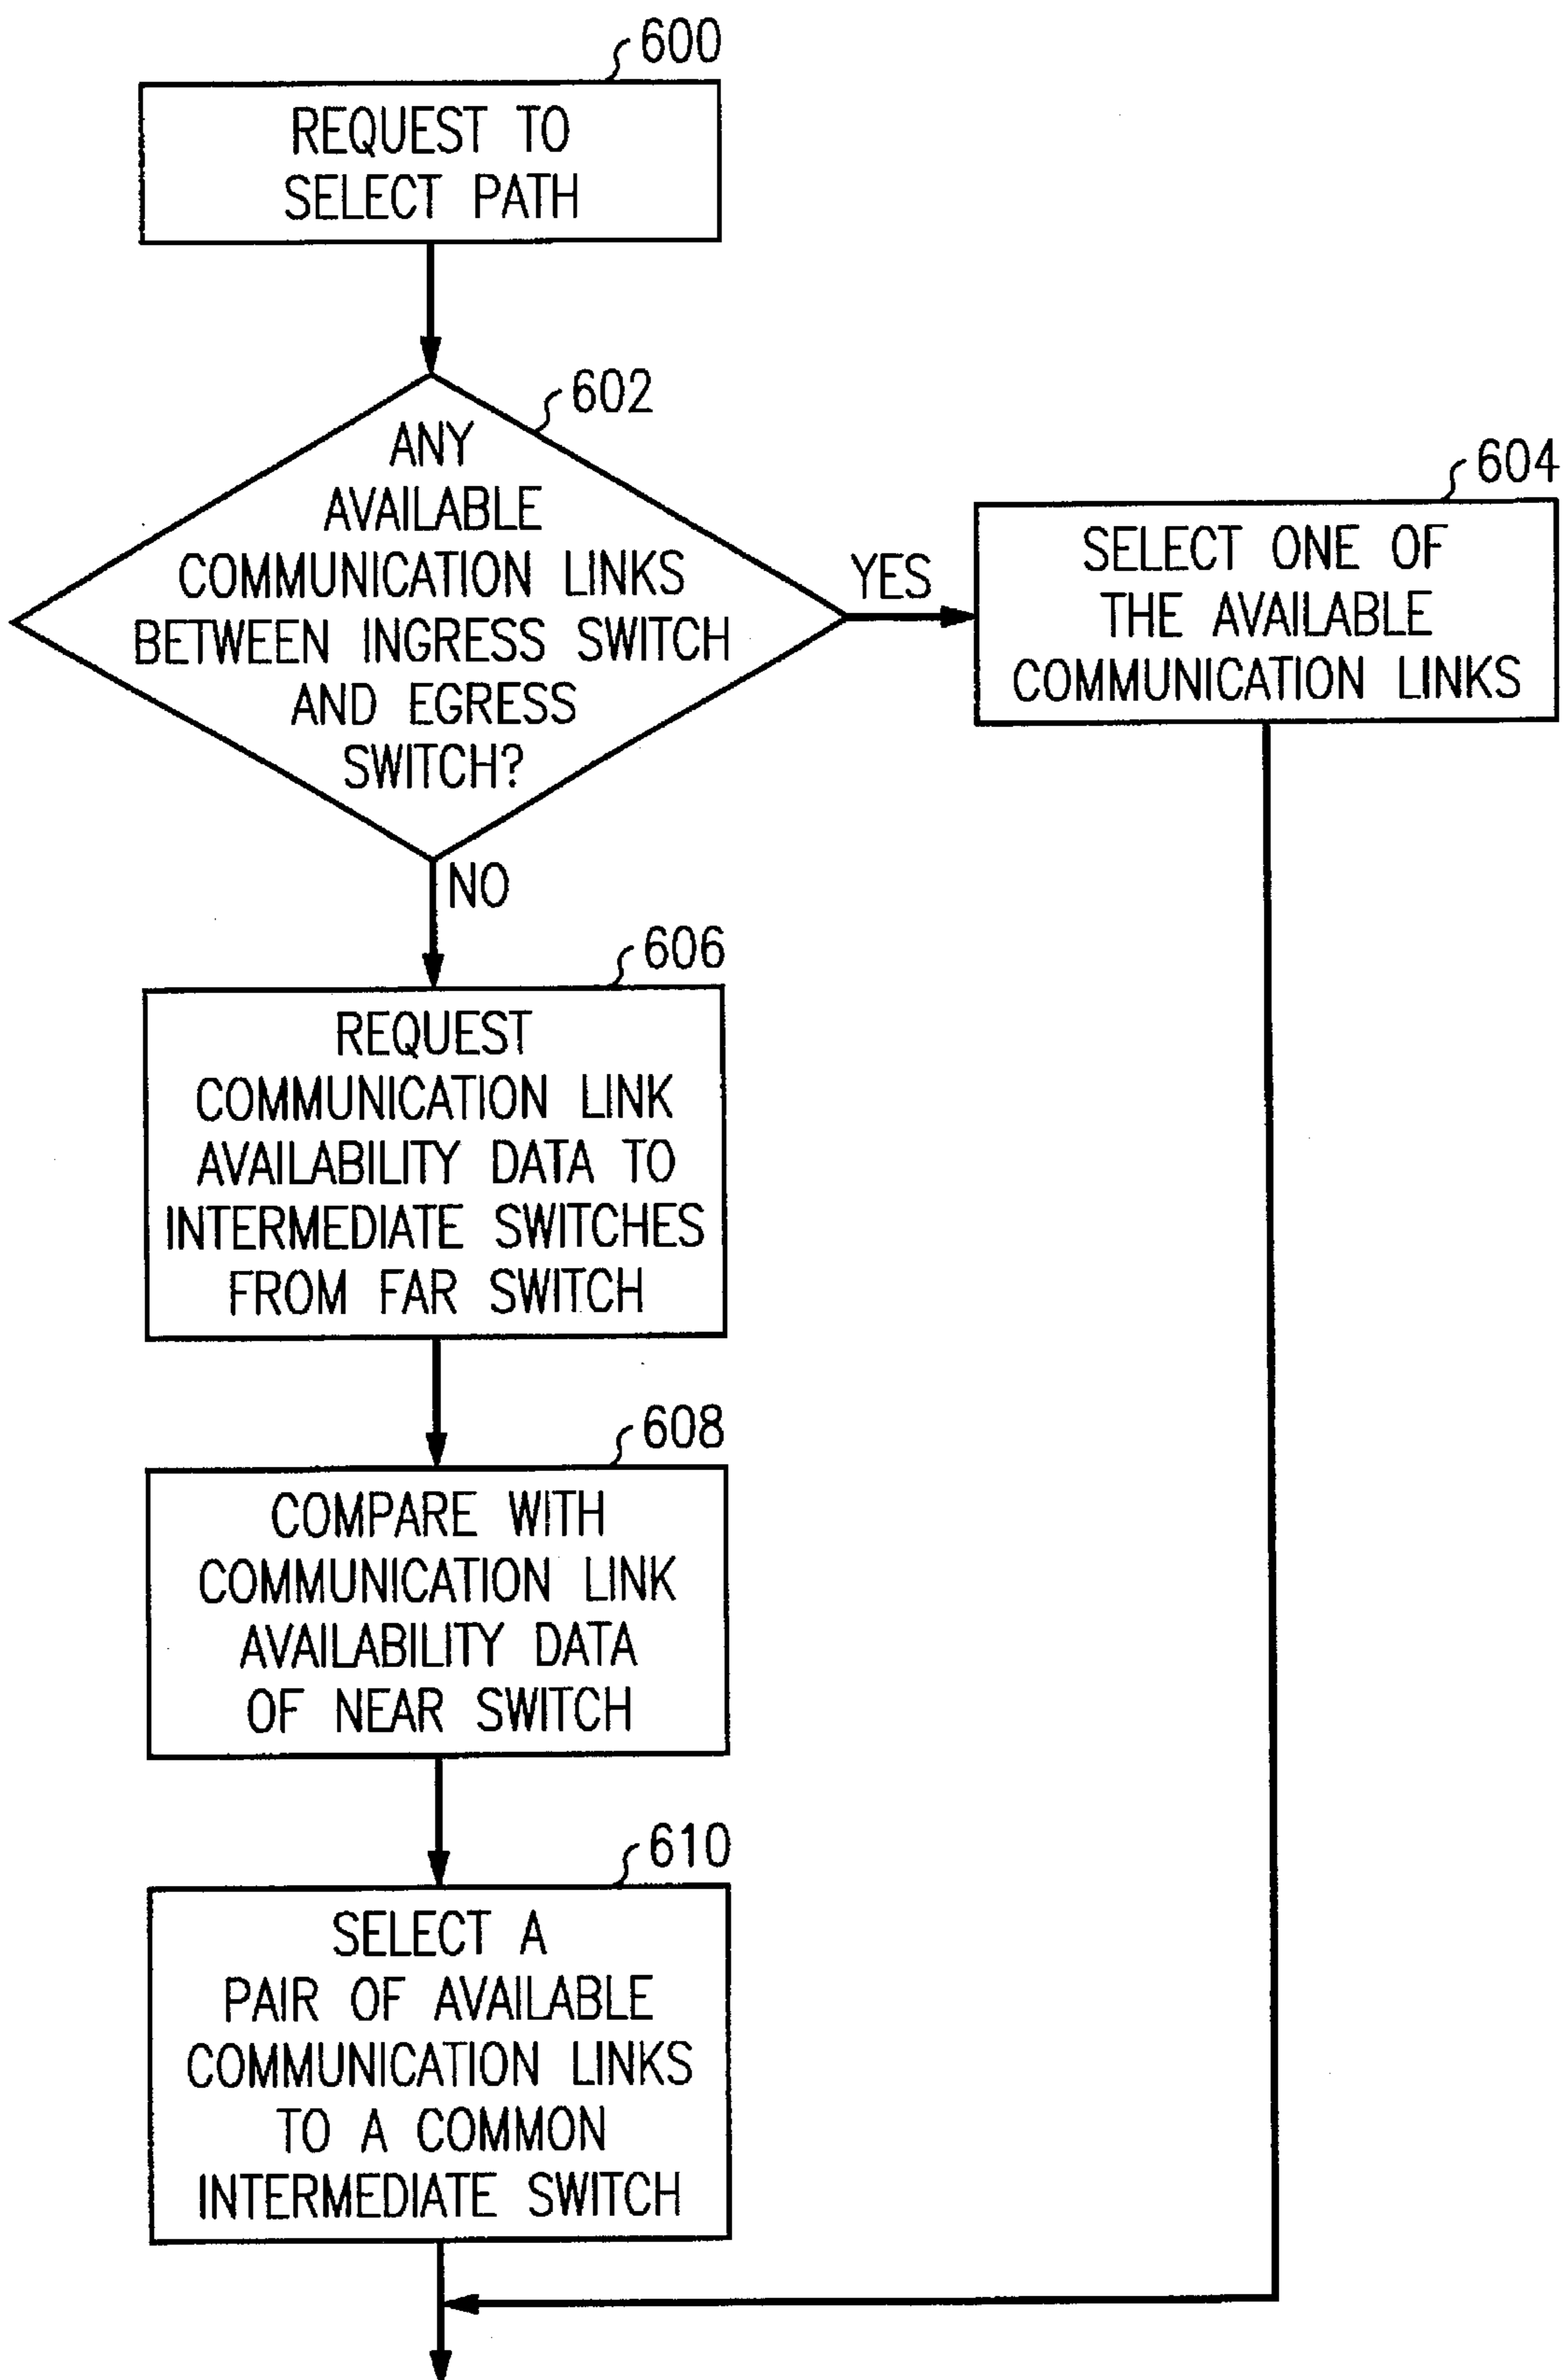 600
REQUEST TO
SELECT PATH
602
ANY
AVAILABLE
COMMUNICATION LINKS
BETWEEN INGRESS SWITCH
AND EGRESS
SWITCH?
YES
604
SELECT ONE OF
THE AVAILABLE
COMMUNICATION LINKS
NO
606
REQUEST
COMMUNICATION LINK
AVAILABILITY DATA TO
INTERMEDIATE SWITCHES
FROM FAR SWITCH
608
COMPARE WITH
COMMUNICATION LINK
AVAILABILITY DATA
OF NEAR SWITCH
610
SELECT A
PAIR OF AVAILABLE
COMMUNICATION LINKS
TO A COMMON
INTERMEDIATE SWITCH